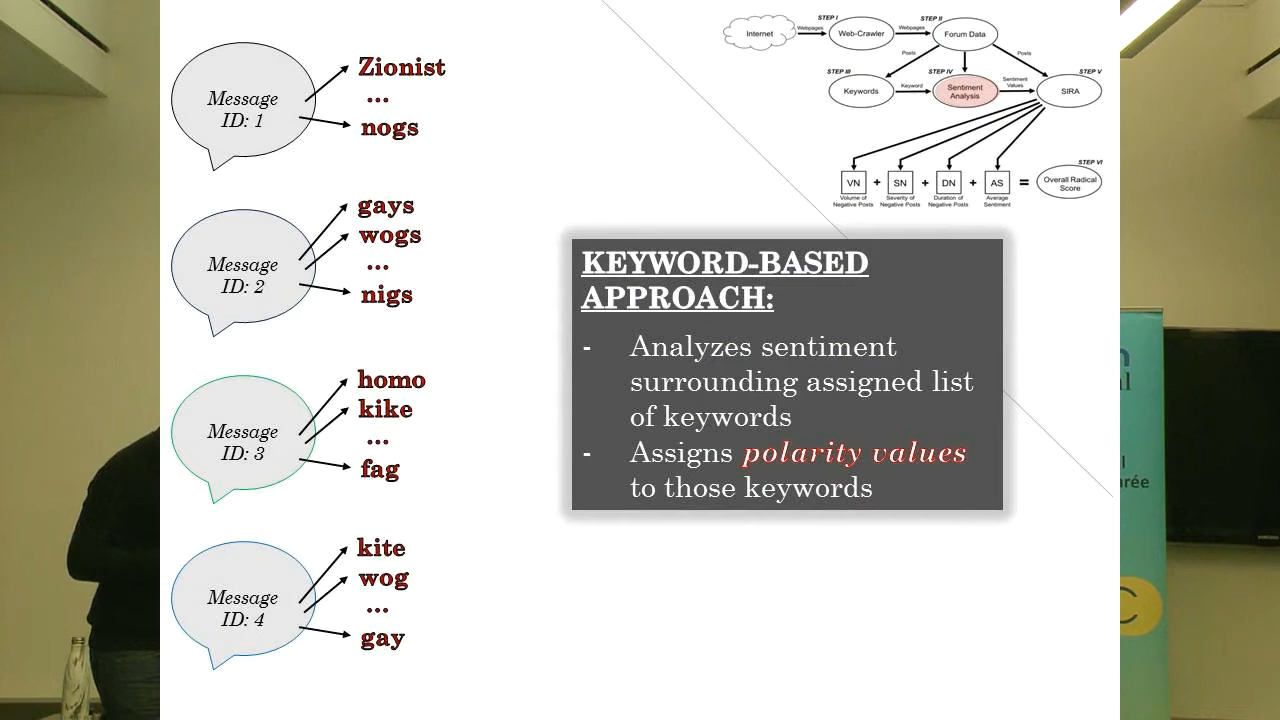 Message
ID: 1
Zionist
...
nogs
Message
ID: 2
gays
wogs
...
nigs
Message
ID: 3
homo
kike
...
fag
Message
ID: 4
kite
wog
...
gay
STEP I
STEP II
Internet
Webpages
Web-Crawler
Webpages
Forum Data
Posts
Posts
STEP III
STEP IV
STEP V
Keywords
Keyword
Sentiment
Analysis
Sentiment
Values
SIRA
STEP VI
VN + SN + DN + AS =
Overall Radical
Score
Volume of
Negative Posts
Severity of
Negative Posts
Duration of
Negative Posts
Average
Sentiment
KEYWORD-BASED
APPROACH:
- Analyzes sentiment
surrounding assigned list
of keywords
- Assigns polarity values
to those keywords